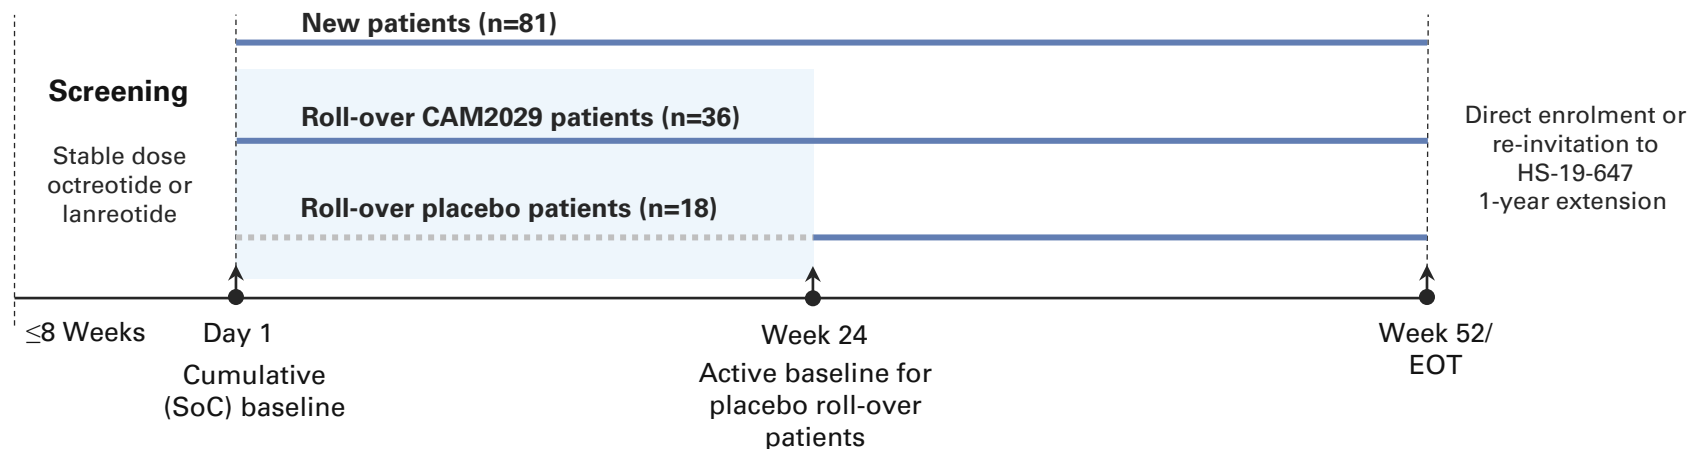 New patients (n=81)
Screening
Stable dose
octreotide or
lanreotide
Roll-over CAM2029 patients (n=36)
Roll-over placebo patients (n=18)
Direct enrolment or
re-invitation to
HS-19-647
1-year extension
≤8 Weeks
Day 1
Cumulative
(SoC) baseline
Week 24
Active baseline for
placebo roll-over
patients
Week 52/
EOT